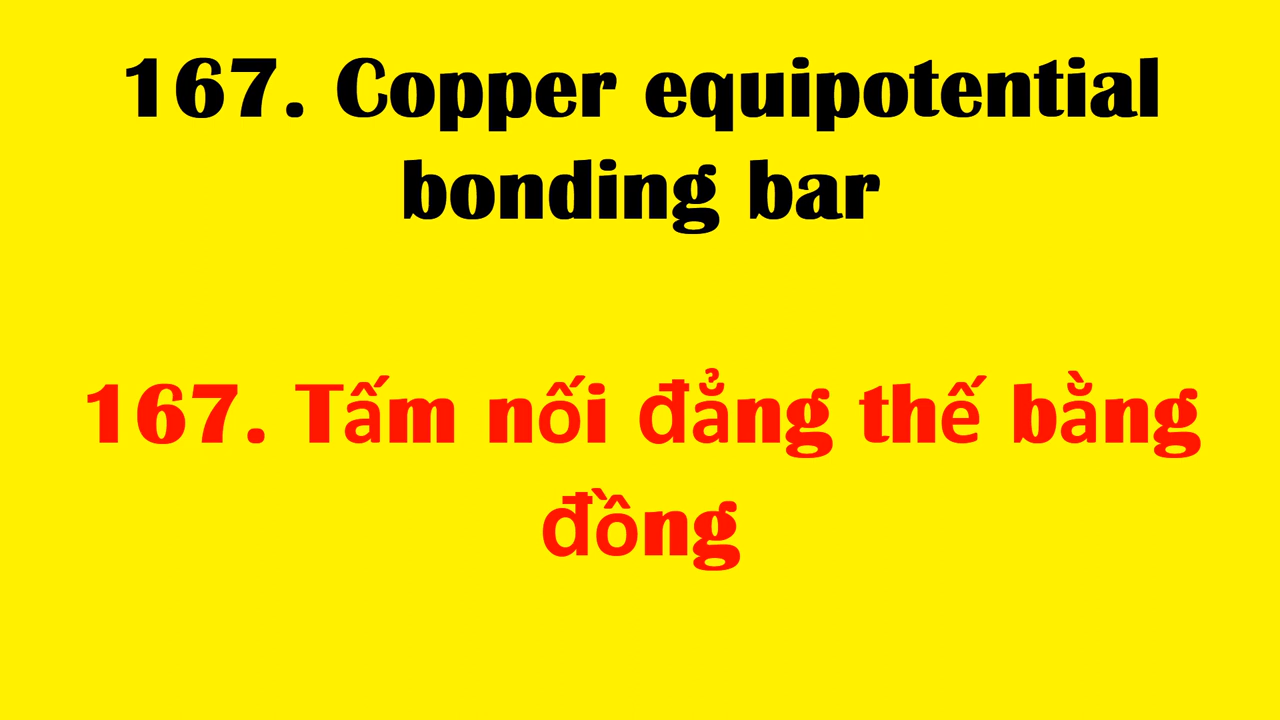 167. Copper equipotential
bonding bar
167. Tấm nối đẳng thế bằng
đồng